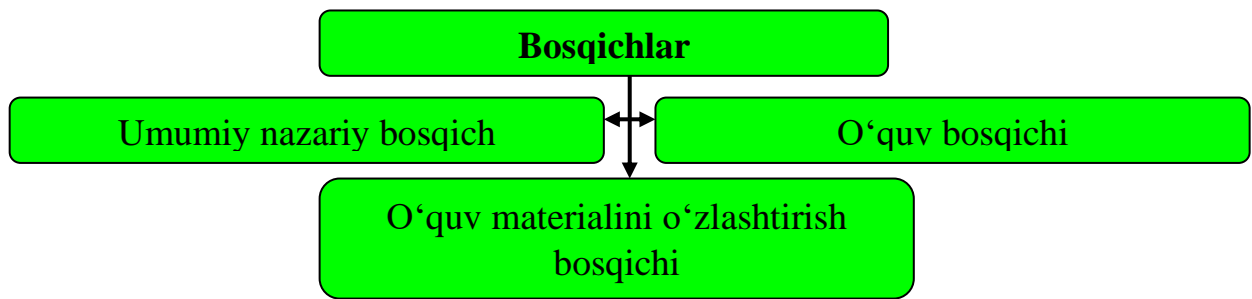 Bosqichlar
Umumiy nazariy bosqich
O‘quv bosqichi
O‘quv materialini o‘zlashtirish
bosqichi